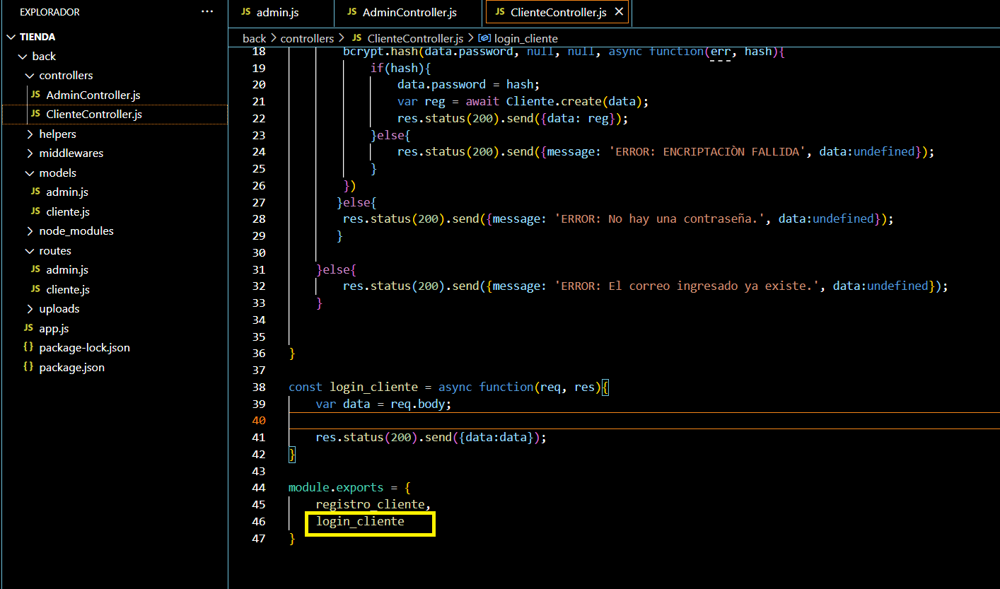 EXPLORADOR ...
TIENDA
back
controllers
JS AdminController.js
JS ClienteController.js
helpers
middlewares
models
JS admin.js
JS cliente.js
node_modules
routes
JS admin.js
JS cliente.js
uploads
JS app.js
{} package-lock.json
{} package.json
JS admin.js
JS AdminController.js
JS ClienteController.js ×
back > controllers > JS ClienteController.js > login_cliente
18 bcrypt.hash(data.password, null, null, async function(err, hash){
19 if(hash){
20 data.password = hash;
21 var reg = await Cliente.create(data);
22 res.status(200).send({data: reg});
23 }else{
24 res.status(200).send({message: 'ERROR: ENCRIPTACIÒN FALLIDA', data:undefined});
25 }
26 })
27 }else{
28 res.status(200).send({message: 'ERROR: No hay una contraseña.', data:undefined});
29 }
30
31 }else{
32 res.status(200).send({message: 'ERROR: El correo ingresado ya existe.', data:undefined});
33 }
34
35
36 }
37
38 const login_cliente = async function(req, res){
39 var data = req.body;
40
41 res.status(200).send({data:data});
42 }
43
44 module.exports = {
45 registro_cliente,
46 login_cliente
47 }